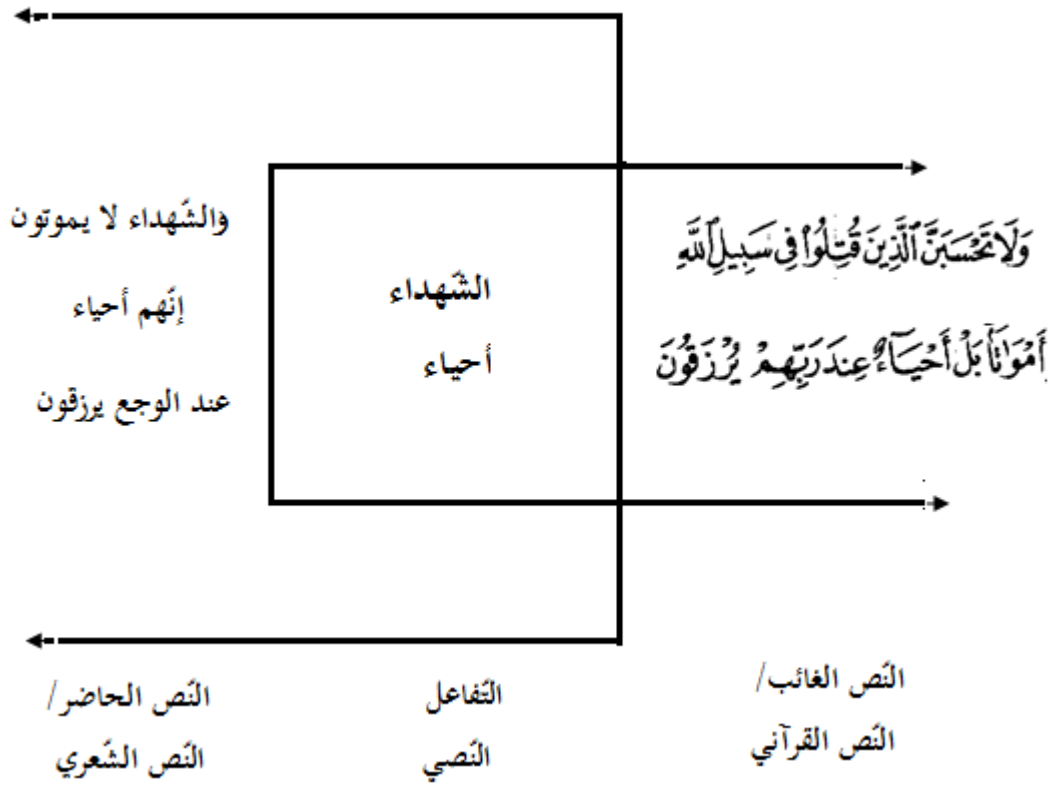 وَلَا تَحْسَبَنَّ ٱلَّذِينَ قُتِلُوا۟ فِى سَبِيلِ ٱللَّهِ
أَمْوَٰتًۢا بَلْ أَحْيَآءٌ عِندَ رَبِّهِمْ يُرْزَقُونَ
الشّهداء
أحياء
والشّهداء لا يموتون
إنّهم أحياء
عند الوجع يرزقون
النّص الغائب/
النّص القرآني
التّفاعل
النّصي
النّص الحاضر/
النّص الشّعري